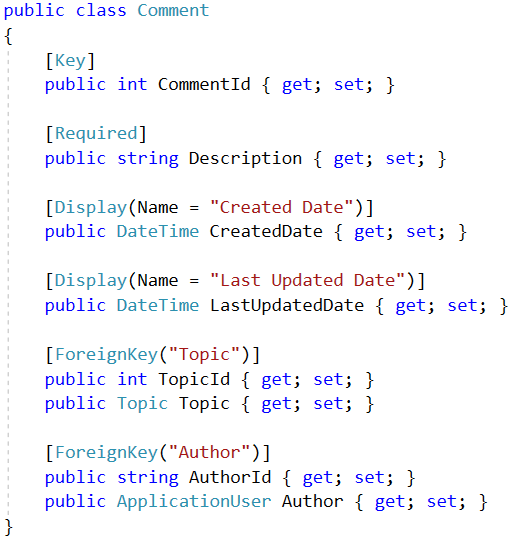 public class Comment
{
[Key]
public int CommentId { get; set; }
[Required]
public string Description { get; set; }
[Display(Name = "Created Date")]
public DateTime CreatedDate { get; set; }
[Display(Name = "Last Updated Date")]
public DateTime LastUpdatedDate { get; set; }
[ForeignKey("Topic")]
public int TopicId { get; set; }
public Topic Topic { get; set; }
[ForeignKey("Author")]
public string AuthorId { get; set; }
public ApplicationUser Author { get; set; }
}